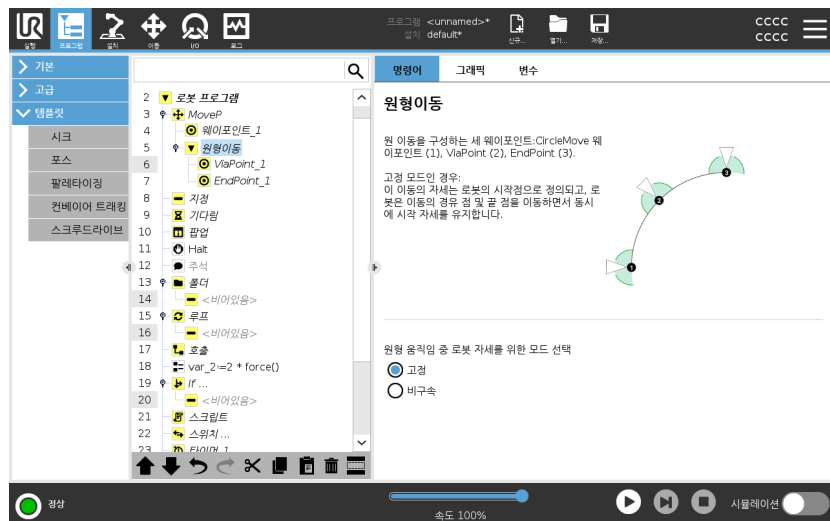 UR
실행
프로그램
설치
이동
I/O
로그
프로그램 <unnamed>*
설치 default*
신규...
열기...
저장...
cccc
cccc
기본
고급
템플릿
시크
포스
팔레타이징
컨베이어 트래킹
스크루드라이브
2 로봇 프로그램
3 MoveP
4 웨이포인트_1
5 원형이동
6 ViaPoint_1
7 EndPoint_1
8 지정
9 기다림
10 팝업
11 Halt
12 주석
13 폴더
14 <비어있음>
15 루프
16 <비어있음>
17 호출
18 var_2≔2 * force()
19 If ...
20 <비어있음>
21 스크립트
22 스위치 ...
23 타이머_1
명령어
그래픽
변수
원형이동
원 이동을 구성하는 세 웨이포인트:CircleMove 웨
이포인트 (1), ViaPoint (2), EndPoint (3).
고정 모드인 경우:
이 이동의 자세는 로봇의 시작점으로 정의되고, 로
봇은 이동의 경유 점 및 끝 점을 이동하면서 동시
에 시작 자세를 유지합니다.
3
2
1
원형 움직임 중 로봇 자세를 위한 모드 선택
고정
비구속
정상
속도 100%
시뮬레이션